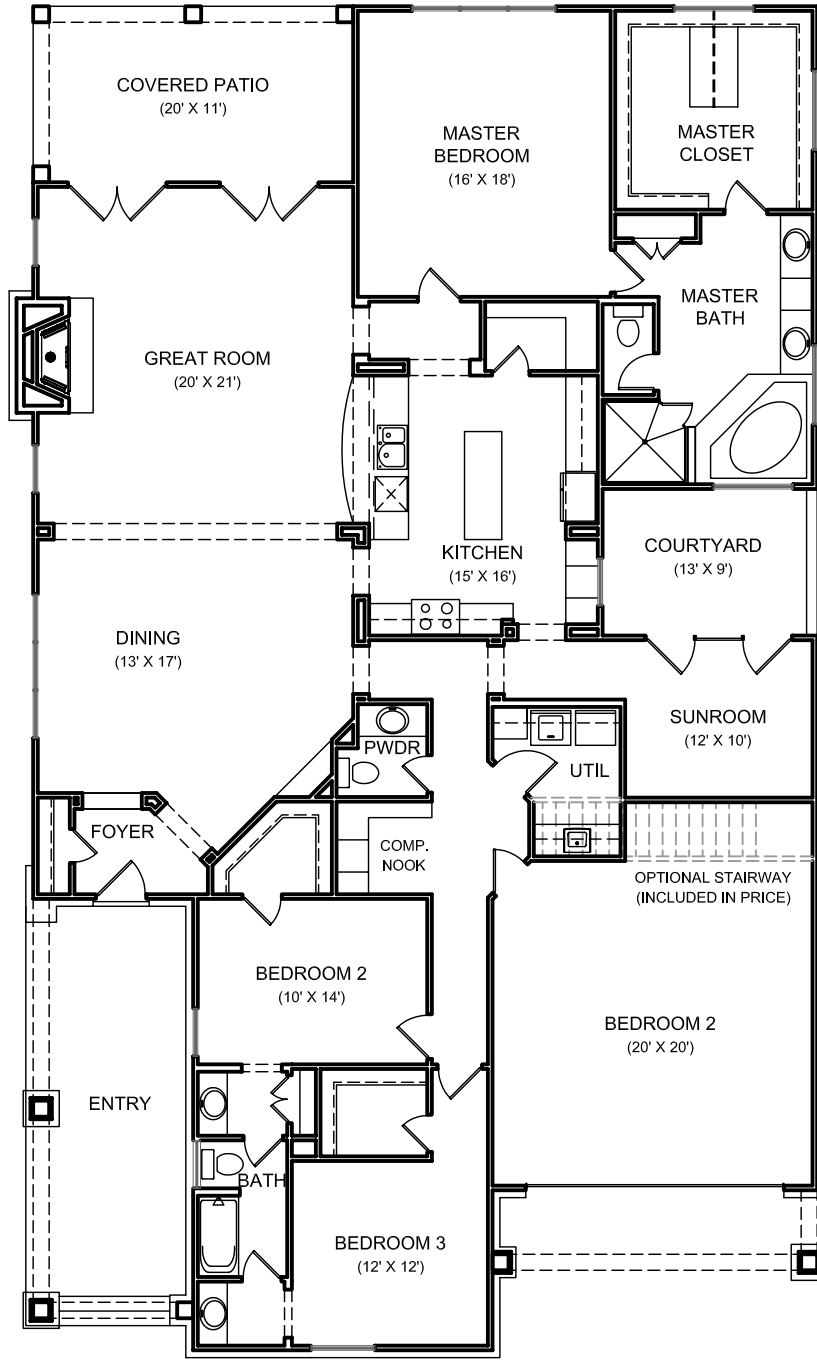 COVERED PATIO
(20' X 11')
MASTER
BEDROOM
(16' X 18')
MASTER
CLOSET
MASTER
BATH
GREAT ROOM
(20' X 21')
KITCHEN
(15' X 16')
COURTYARD
(13' X 9')
DINING
(13' X 17')
SUNROOM
(12' X 10')
PWDR
UTIL
FOYER
COMP.
NOOK
OPTIONAL STAIRWAY
(INCLUDED IN PRICE)
BEDROOM 2
(10' X 14')
BEDROOM 2
(20' X 20')
ENTRY
BATH
BEDROOM 3
(12' X 12')